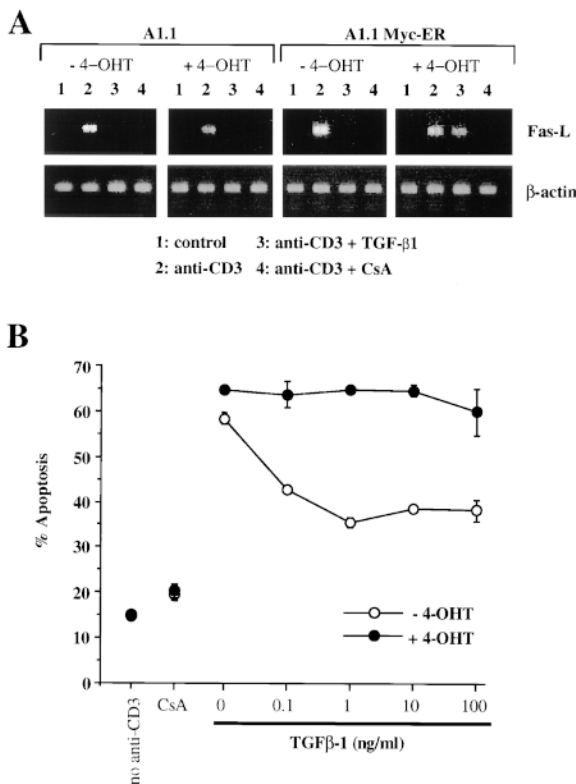 A
A1.1 A1.1 Myc-ER
- 4-OHT + 4-OHT - 4-OHT + 4-OHT
1 2 3 4 1 2 3 4 1 2 3 4 1 2 3 4
Fas-L
β-actin
1: control 3: anti-CD3 + TGF-β1
2: anti-CD3 4: anti-CD3 + CsA
B
70
60
50
40
30
20
10
0
% Apoptosis
- 4-OHT
+ 4-OHT
no anti-CD3 CsA 0 0.1 1 10 100
TGFβ-1 (ng/ml)